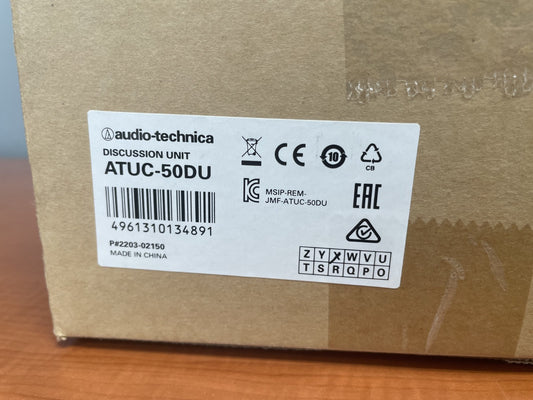 audio-technica
DISCUSSION UNIT
ATUC-50DU
4961310134891
P#2203-02150
MADE IN CHINA
CE
10
CB
MSIP-REM-
JMF-ATUC-50DU
EAC
Z Y X W V U
T S R Q P O